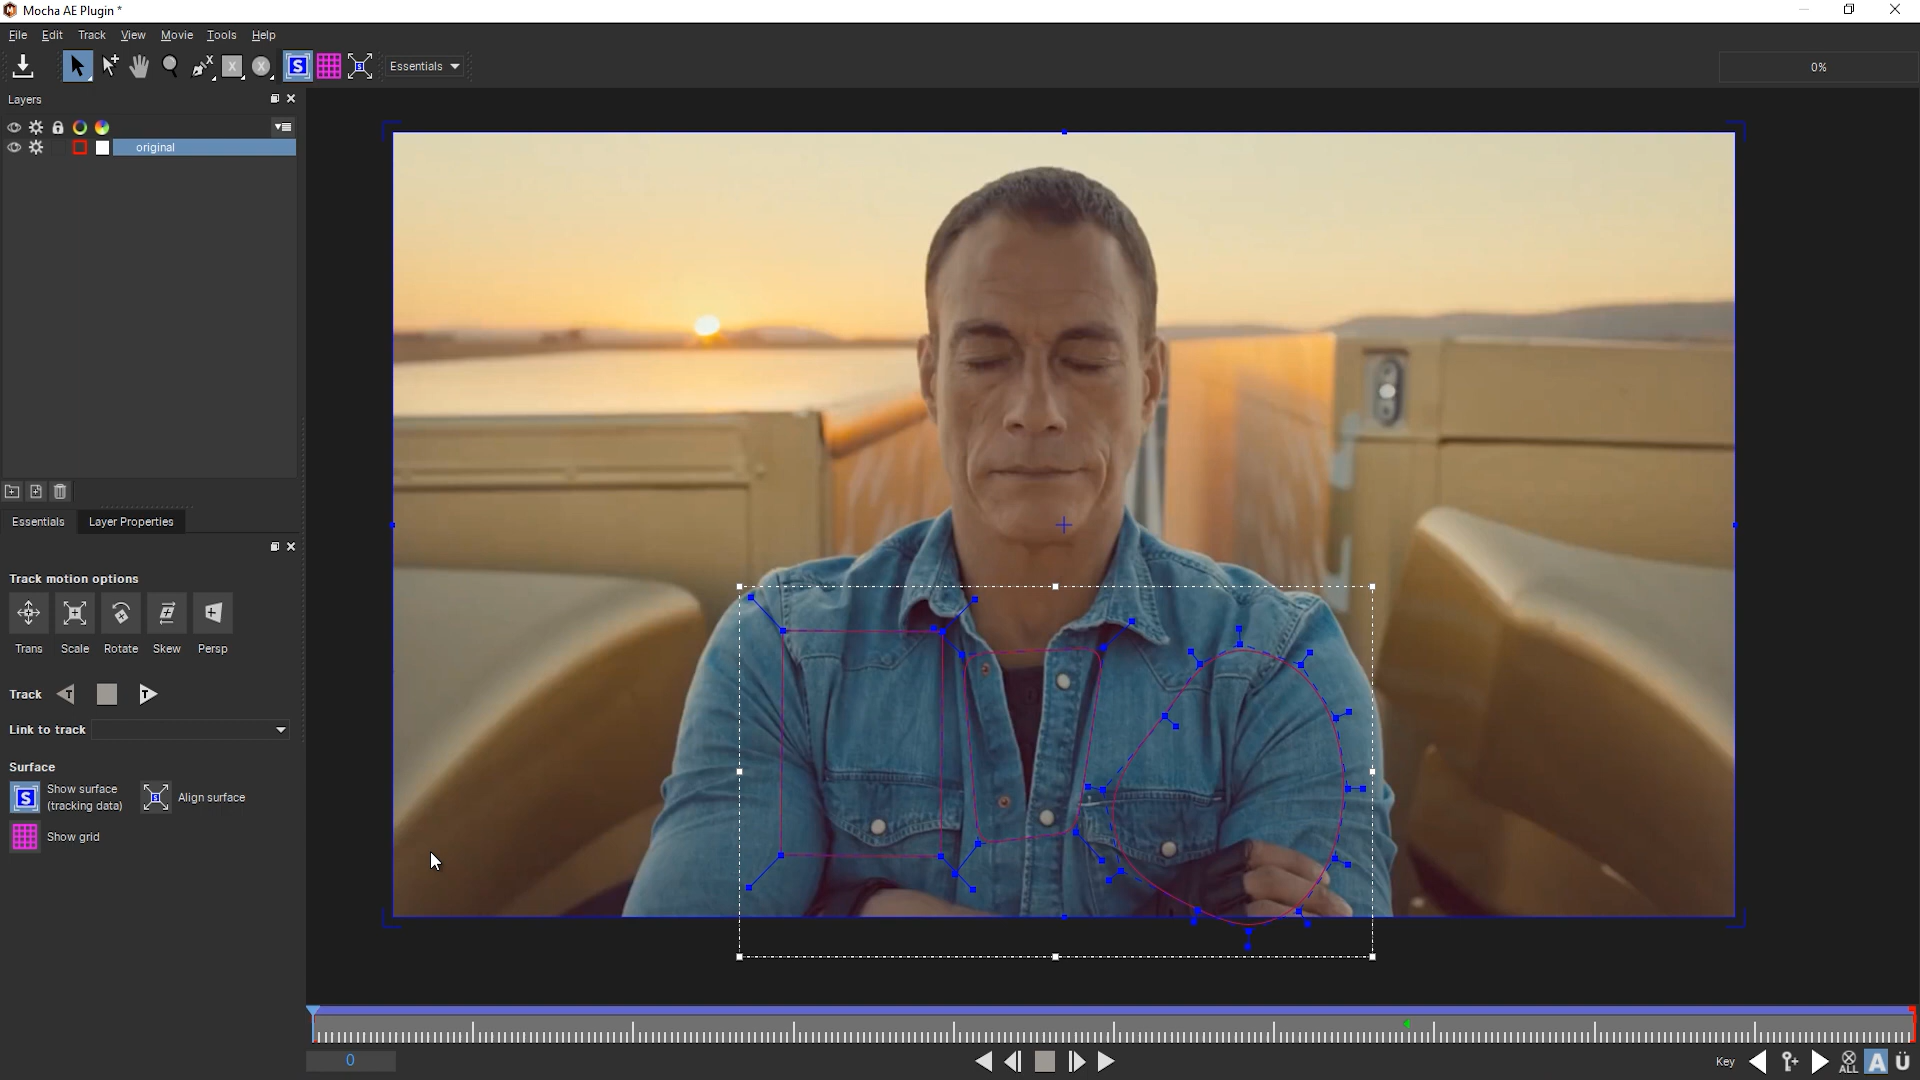 Mocha AE Plugin *
File Edit Track View Movie Tools Help
S Essentials 0%
Layers
original
Essentials Layer Properties
Track motion options
Trans Scale Rotate Skew Persp
Track T T
Link to track
Surface
S Show surface
(tracking data)
S Align surface
Show grid
0
Key ALL A Ü